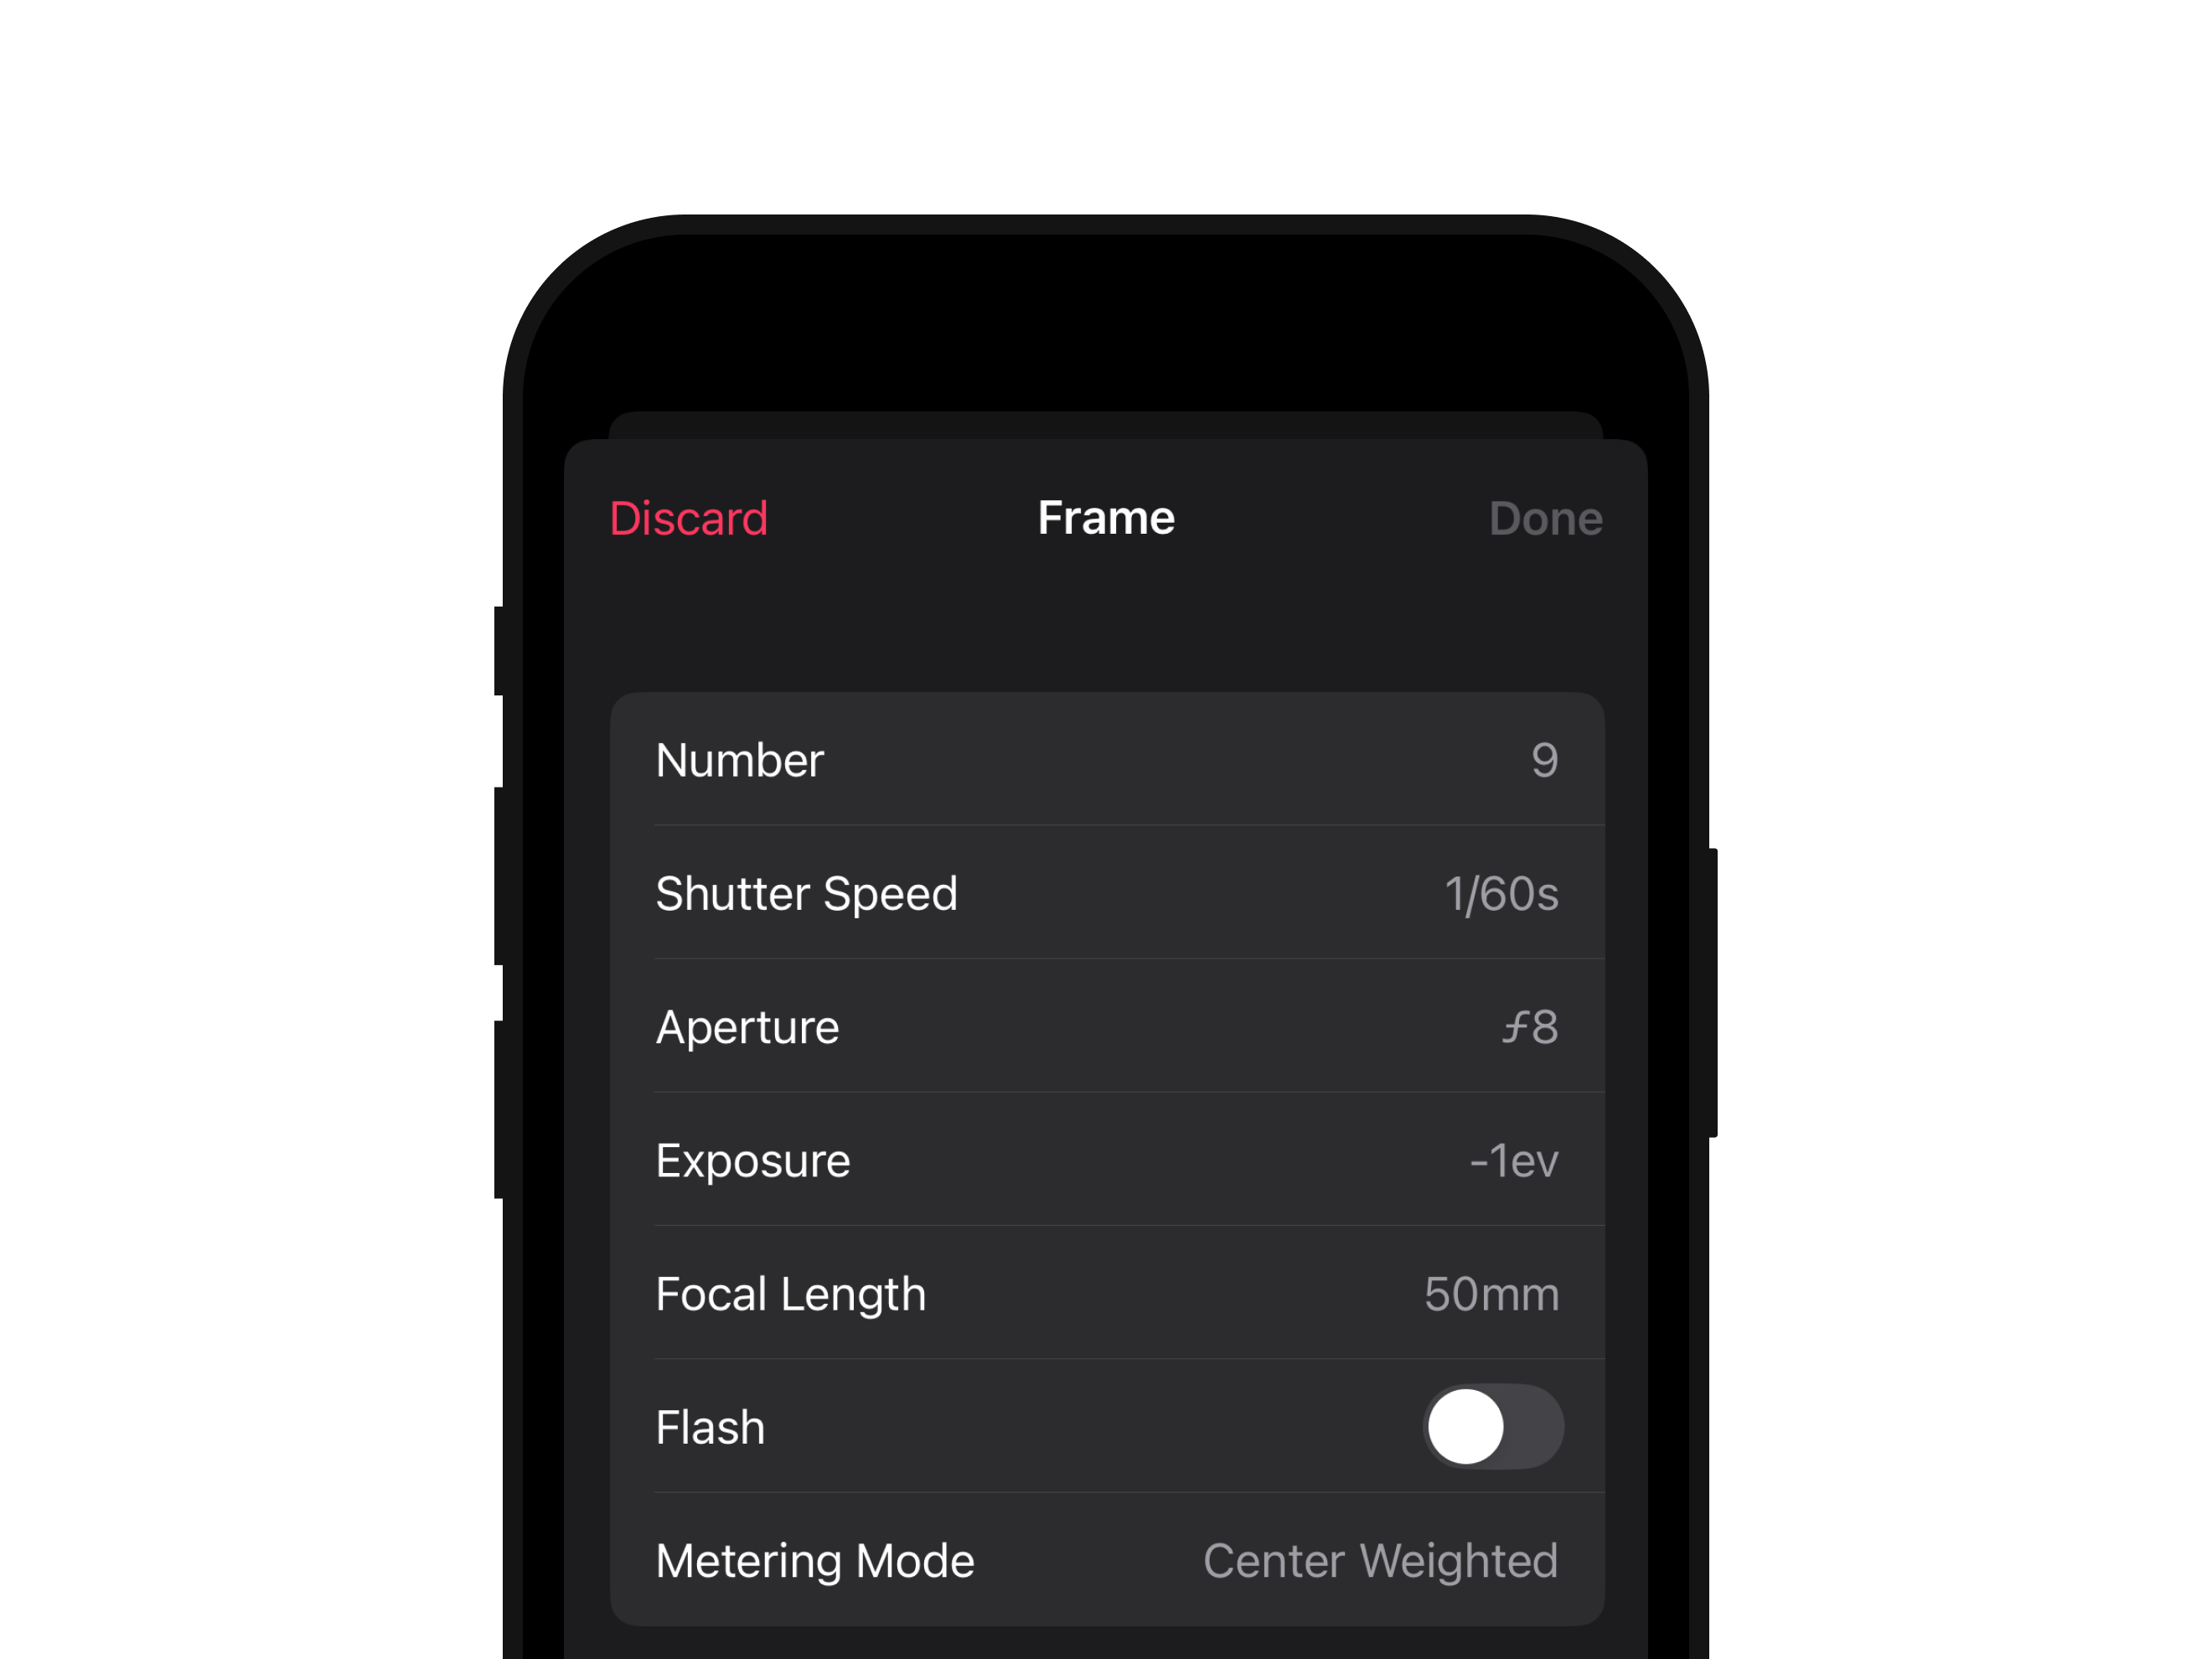 Discard Frame Done
Number 9
Shutter Speed 1/60s
Aperture ƒ8
Exposure -1ev
Focal Length 50mm
Flash
Metering Mode Center Weighted